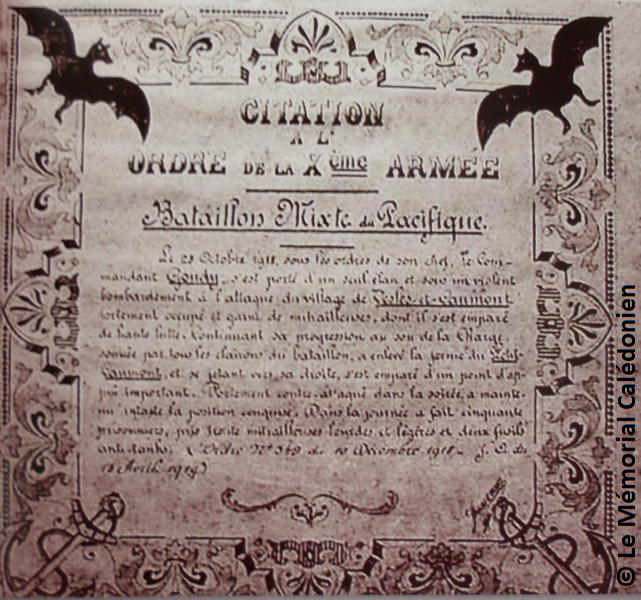 CITATION
A L'
ORDRE DE LA Xème ARMÉE
Bataillon Mixte du Pacifique.
Le 25 Octobre 1918, sous les ordres de son chef, le Com-
mandant Goudy, s'est porté d'un seul élan et sous un violent
bombardement à l'attaque du village de Vesles-et-Caumont
fortement occupé et garni de mitrailleuses, dont il s'est emparé
de haute lutte. Continuant sa progression au son de la Charge,
sonnée par tous les clairons du bataillon, a enlevé la ferme du Petit-
Caumont, et se jetant vers sa droite, s'est emparé d'un point d'ap-
pui important. Fortement contre-attaqué dans la soirée, a mainte-
nu intacte la position conquise. Dans la journée a fait cinquante
prisonniers, pris trente mitrailleuses lourdes et légères et deux fusils
anti-tanks. (Ordre N° 349 du 10 Décembre 1918 - J. O. du
13 Avril 1919)
© Le Mémorial Calédonien